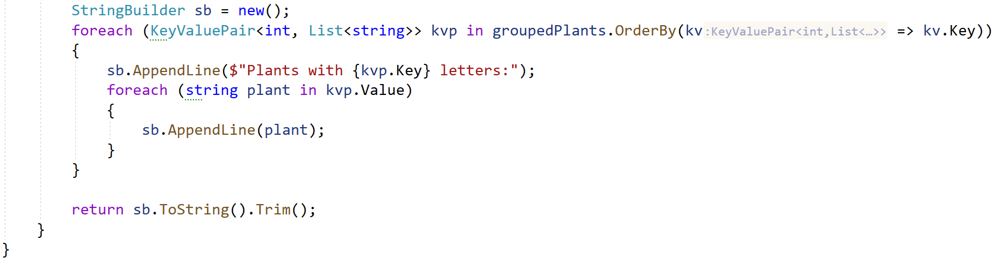 StringBuilder sb = new();
foreach (KeyValuePair<int, List<string>> kvp in groupedPlants.OrderBy(kv:KeyValuePair<int,List<…>> => kv.Key))
{
sb.AppendLine($"Plants with {kvp.Key} letters:");
foreach (string plant in kvp.Value)
{
sb.AppendLine(plant);
}
}
return sb.ToString().Trim();
}
}